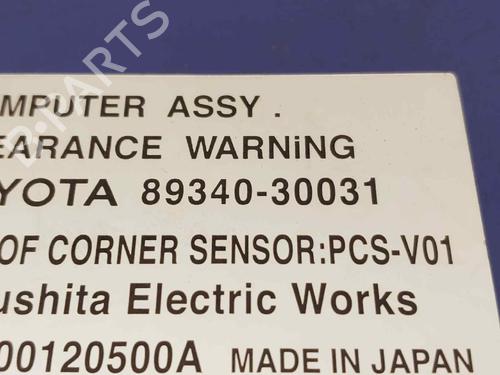 MPUTER ASSY.
EARANCE WARNiNG
YOTA 89340-30031
OF CORNER SENSOR:PCS-V01
ushita Electric Works
00120500A MADE IN JAPAN
B-PARTS